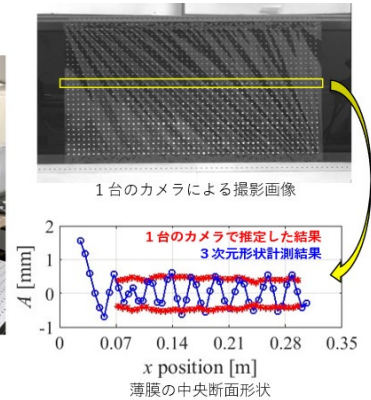 1台のカメラによる撮影画像
1台のカメラで推定した結果
3次元形状計測結果
A [mm]
2
1
0
-1
0 0.07 0.14 0.21 0.28 0.35
x position [m]
薄膜の中央断面形状